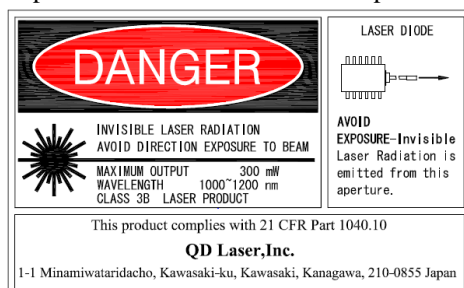 DANGER
INVISIBLE LASER RADIATION
AVOID DIRECTION EXPOSURE TO BEAM
MAXIMUM OUTPUT 300 mW
WAVELENGTH 1000~1200 nm
CLASS 3B LASER PRODUCT
LASER DIODE
AVOID
EXPOSURE-Invisible
Laser Radiation is
emitted from this
aperture.
This product complies with 21 CFR Part 1040.10
QD Laser,Inc.
1-1 Minamiwataridacho, Kawasaki-ku, Kawasaki, Kanagawa, 210-0855 Japan